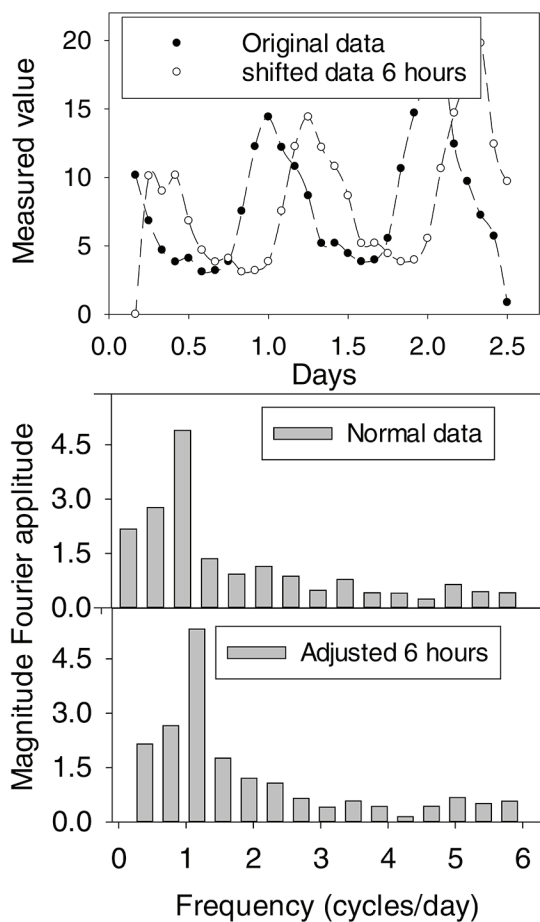 Original data
shifted data 6 hours
Measured value
20
15
10
5
0
0.0 0.5 1.0 1.5 2.0 2.5
Days
Magnitude Fourier applitude
Normal data
4.5
3.0
1.5
0.0
Adjusted 6 hours
4.5
3.0
1.5
0.0
0 1 2 3 4 5 6
Frequency (cycles/day)